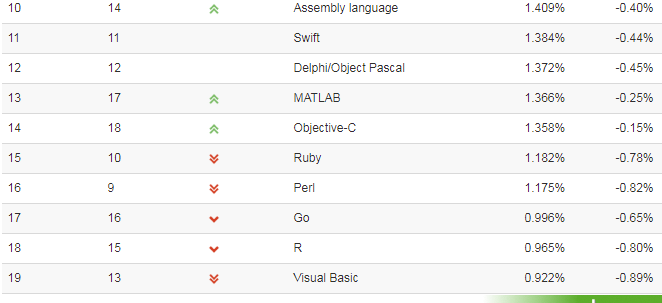 10 14 Assembly language 1.409% -0.40%
11 11 Swift 1.384% -0.44%
12 12 Delphi/Object Pascal 1.372% -0.45%
13 17 MATLAB 1.366% -0.25%
14 18 Objective-C 1.358% -0.15%
15 10 Ruby 1.182% -0.78%
16 9 Perl 1.175% -0.82%
17 16 Go 0.996% -0.65%
18 15 R 0.965% -0.80%
19 13 Visual Basic 0.922% -0.89%